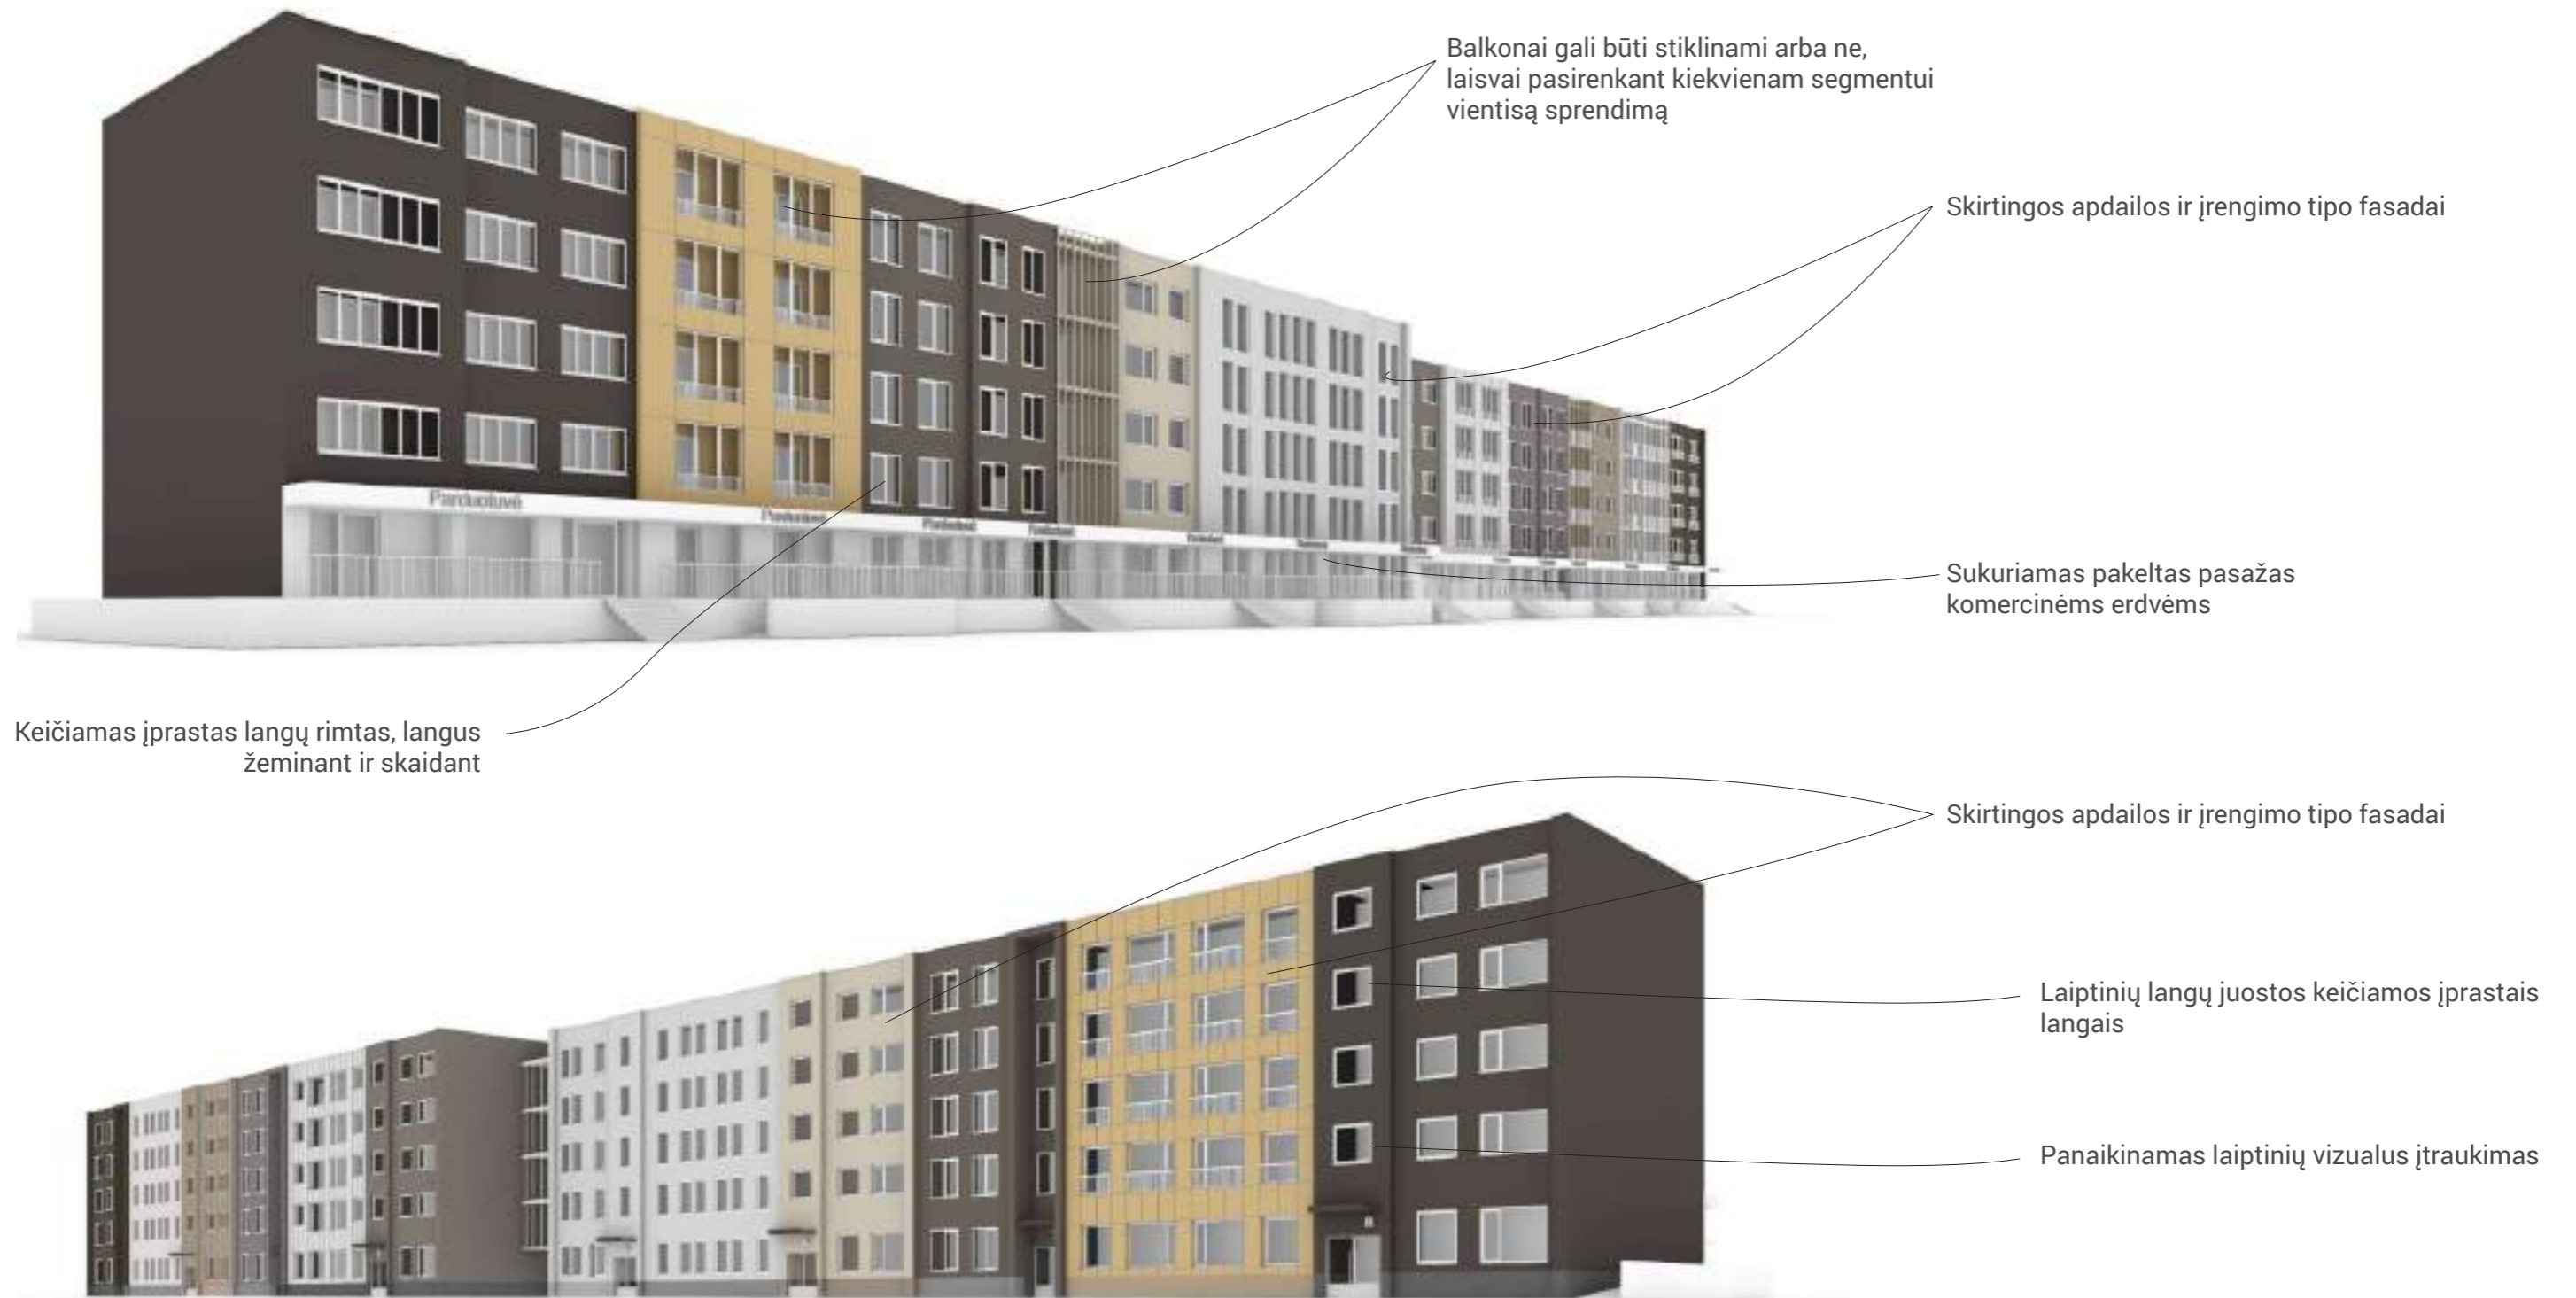 Balkonai gali būti stiklinami arba ne,
laisvai pasirenkant kiekvienam segmentui
vientisą sprendimą
Skirtingos apdailos ir įrengimo tipo fasadai
Parduotuvė
Sukuriamas pakeltas pasažas
komercinėms erdvėms
Keičiamas įprastas langų rimtas, langus
žeminant ir skaidant
Skirtingos apdailos ir įrengimo tipo fasadai
Laiptinių langų juostos keičiamos įprastais
langais
Panaikinamas laiptinių vizualus įtraukimas